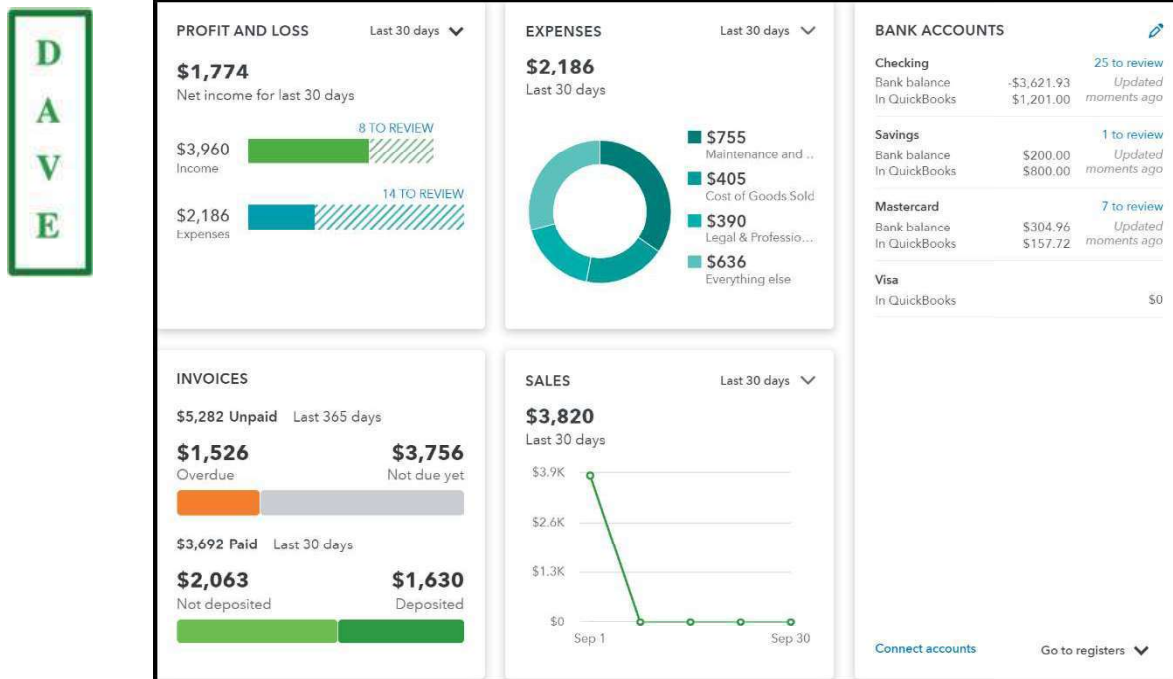 D
A
V
E
PROFIT AND LOSS Last 30 days
$1,774
Net income for last 30 days
8 TO REVIEW
$3,960
Income
14 TO REVIEW
$2,186
Expenses
EXPENSES Last 30 days
$2,186
Last 30 days
$755
Maintenance and ..
$405
Cost of Goods Sold
$390
Legal & Professio...
$636
Everything else
BANK ACCOUNTS
Checking 25 to review
Bank balance -$3,621.93 Updated
In QuickBooks $1,201.00 moments ago
Savings 1 to review
Bank balance $200.00 Updated
In QuickBooks $800.00 moments ago
Mastercard 7 to review
Bank balance $304.96 Updated
In QuickBooks $157.72 moments ago
Visa
In QuickBooks $0
INVOICES
$5,282 Unpaid Last 365 days
$1,526 $3,756
Overdue Not due yet
$3,692 Paid Last 30 days
$2,063 $1,630
Not deposited Deposited
SALES Last 30 days
$3,820
Last 30 days
$3.9K
$2.6K
$1.3K
$0
Sep 1 Sep 30
Connect accounts Go to registers